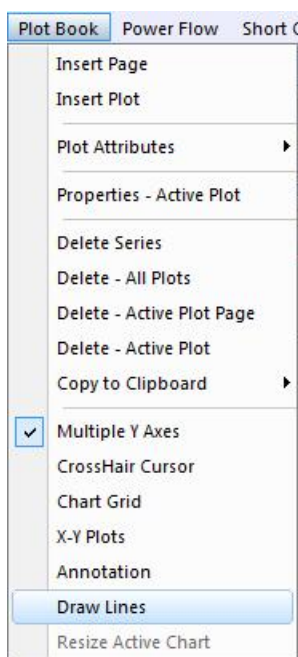 Plot Book Power Flow Short
Insert Page
Insert Plot
Plot Attributes
Properties - Active Plot
Delete Series
Delete - All Plots
Delete - Active Plot Page
Delete - Active Plot
Copy to Clipboard
Multiple Y Axes
CrossHair Cursor
Chart Grid
X-Y Plots
Annotation
Draw Lines
Resize Active Chart